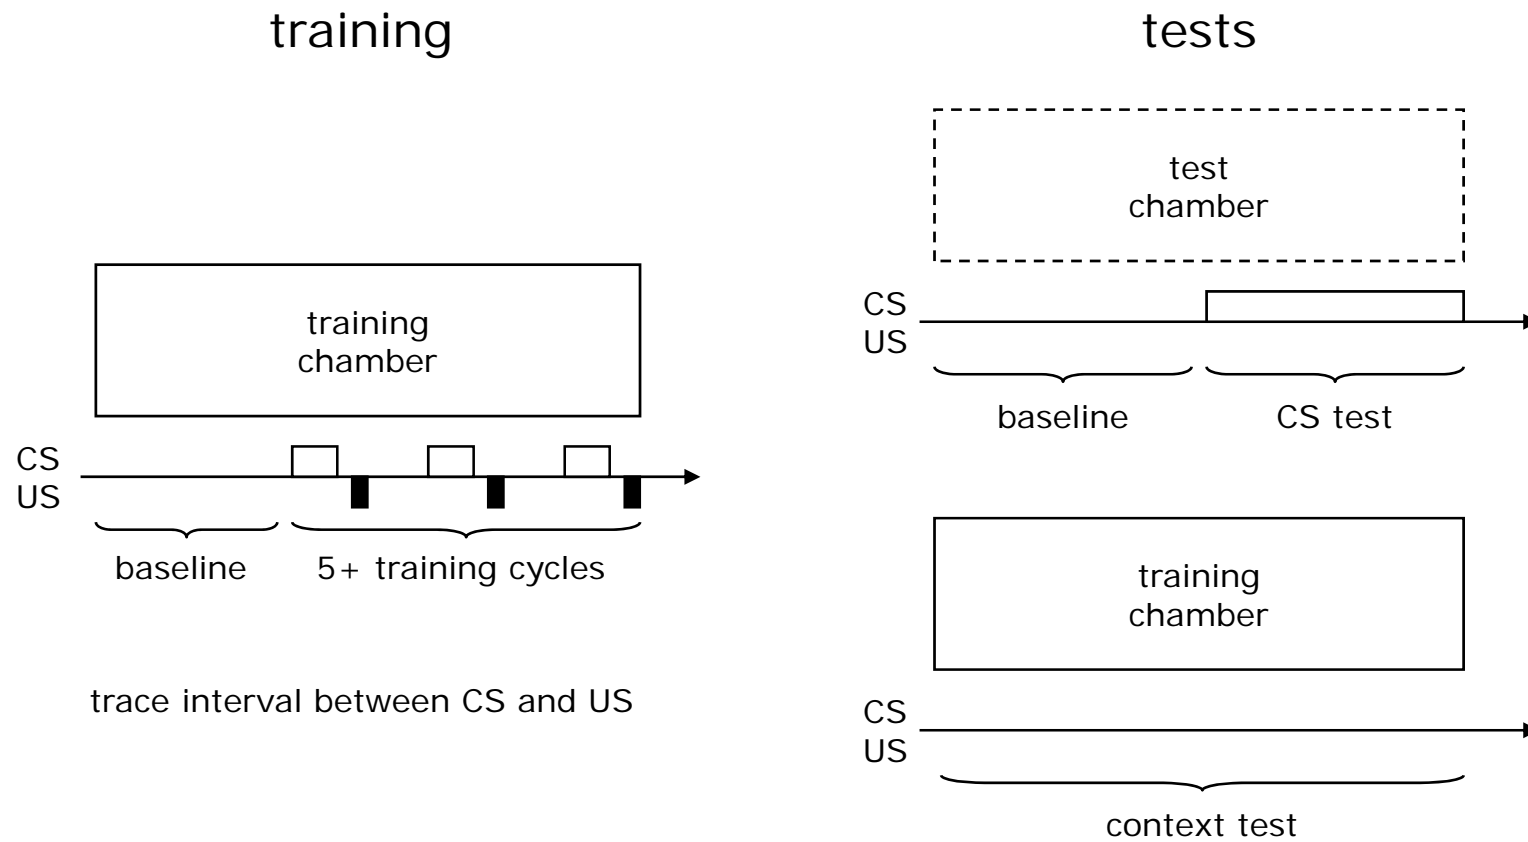 training
training
chamber
CS
US
baseline
5+ training cycles
trace interval between CS and US
tests
test
chamber
CS
US
baseline
CS test
training
chamber
CS
US
context test